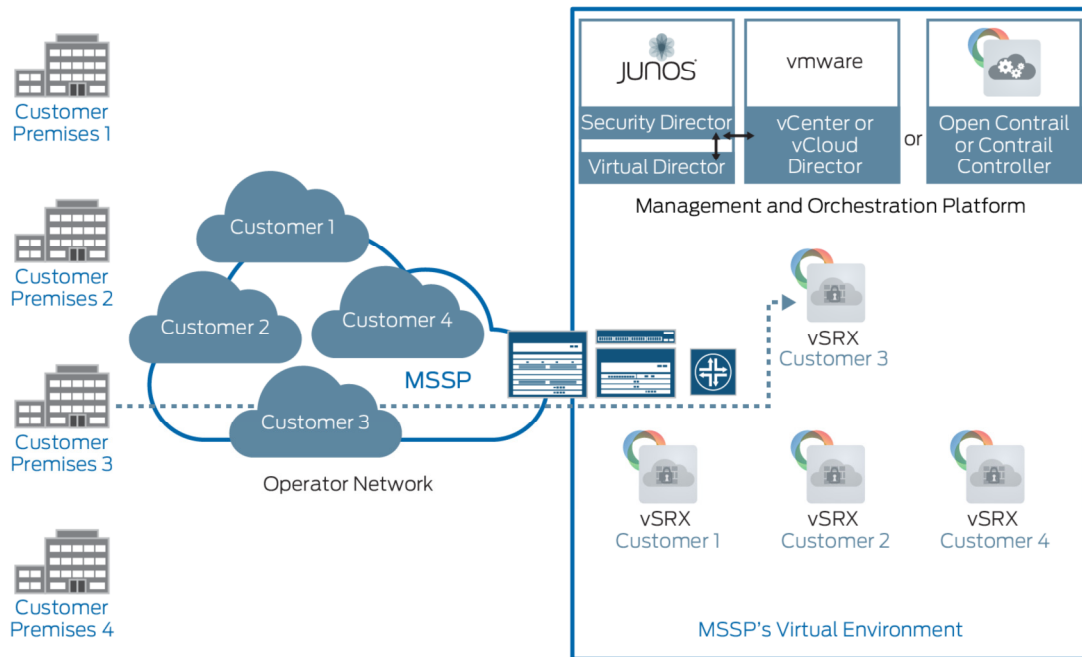 Customer
Premises 1
Customer
Premises 2
Customer
Premises 3
Customer
Premises 4
Customer 1
Customer 2
Customer 4
MSSP
Customer 3
Operator Network
JUNOS
Security Director
Virtual Director
vmware
vCenter or
vCloud
Director
or
Open Contrail
or Contrail
Controller
Management and Orchestration Platform
vSRX
Customer 3
vSRX
Customer 1
vSRX
Customer 2
vSRX
Customer 4
MSSP's Virtual Environment